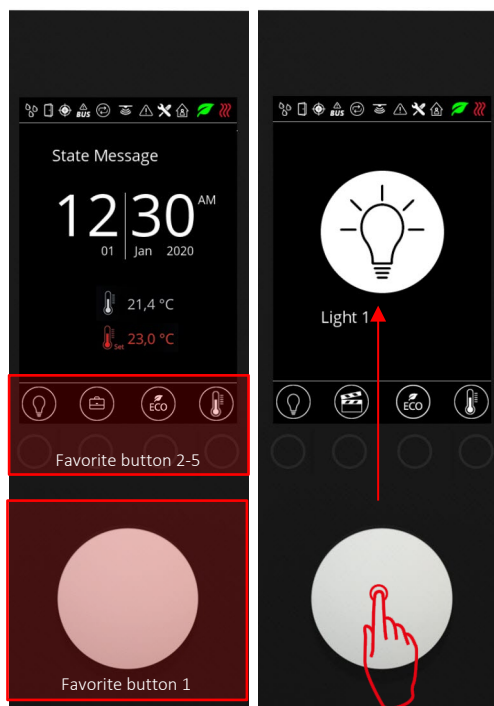 BUS
State Message
12 30 AM
01 Jan 2020
21,4 °C
Set 23,0 °C
ECO
Favorite button 2-5
Favorite button 1
BUS
Light 1
ECO